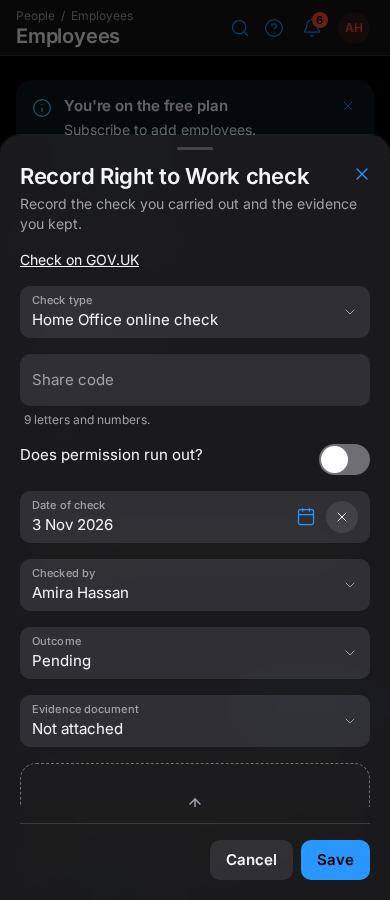 People / Employees
Employees
6
AH
You're on the free plan
Subscribe to add employees.
Record Right to Work check
Record the check you carried out and the evidence
you kept.
Check on GOV.UK
Check type
Home Office online check
Share code
9 letters and numbers.
Does permission run out?
Date of check
3 Nov 2026
Checked by
Amira Hassan
Outcome
Pending
Evidence document
Not attached
Cancel
Save